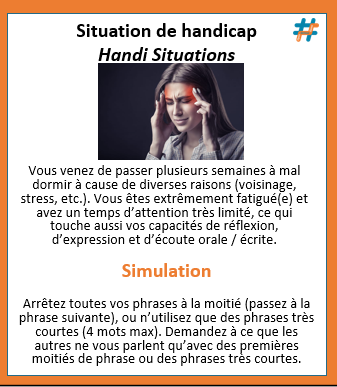 Situation de handicap
Handi Situations
Vous venez de passer plusieurs semaines à mal
dormir à cause de diverses raisons (voisinage,
stress, etc.). Vous êtes extrêmement fatigué(e) et
avez un temps d'attention très limité, ce qui
touche aussi vos capacités de réflexion,
d'expression et d'écoute orale / écrite.
Simulation
Arrêtez toutes vos phrases à la moitié (passez à la
phrase suivante), ou n'utilisez que des phrases très
courtes (4 mots max). Demandez à ce que les
autres ne vous parlent qu'avec des premières
moitiés de phrase ou des phrases très courtes.